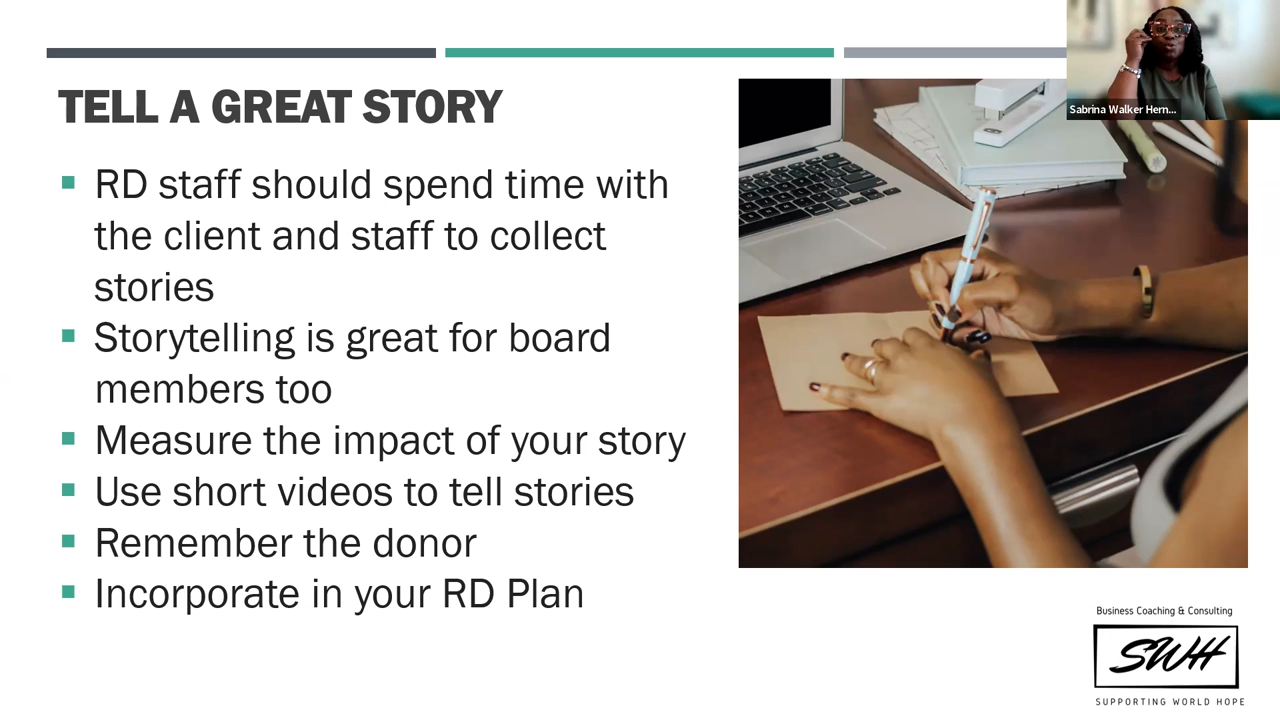 Sabrina Walker Hern...
TELL A GREAT STORY
RD staff should spend time with
the client and staff to collect
stories
Storytelling is great for board
members too
Measure the impact of your story
Use short videos to tell stories
Remember the donor
Incorporate in your RD Plan
Business Coaching & Consulting
SWH
SUPPORTING WORLD HOPE